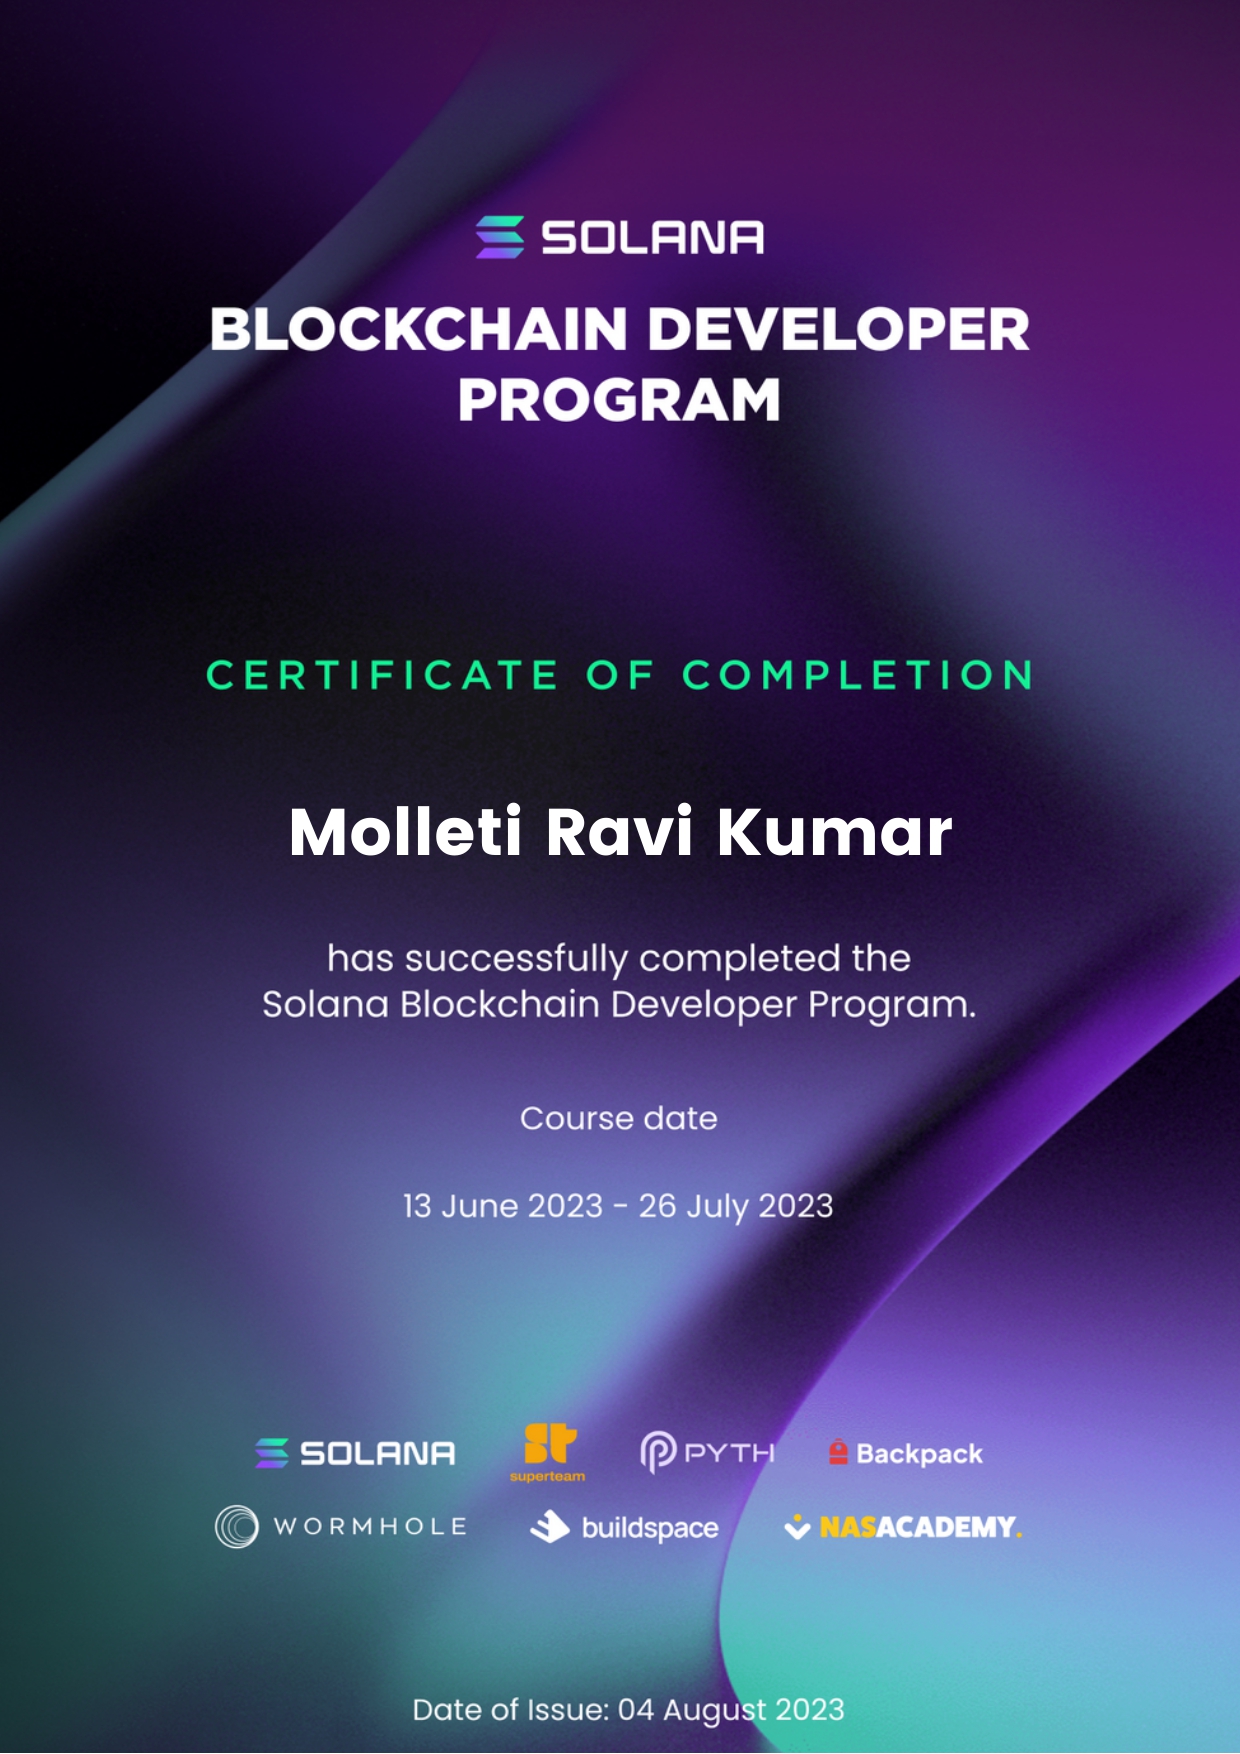 SOLANA
BLOCKCHAIN DEVELOPER
PROGRAM
CERTIFICATE OF COMPLETION
Molleti Ravi Kumar
has successfully completed the
Solana Blockchain Developer Program.
Course date
13 June 2023 - 26 July 2023
SOLANA st superteam PYTH Backpack
WORMHOLE buildspace NASACADEMY.
Date of Issue: 04 August 2023